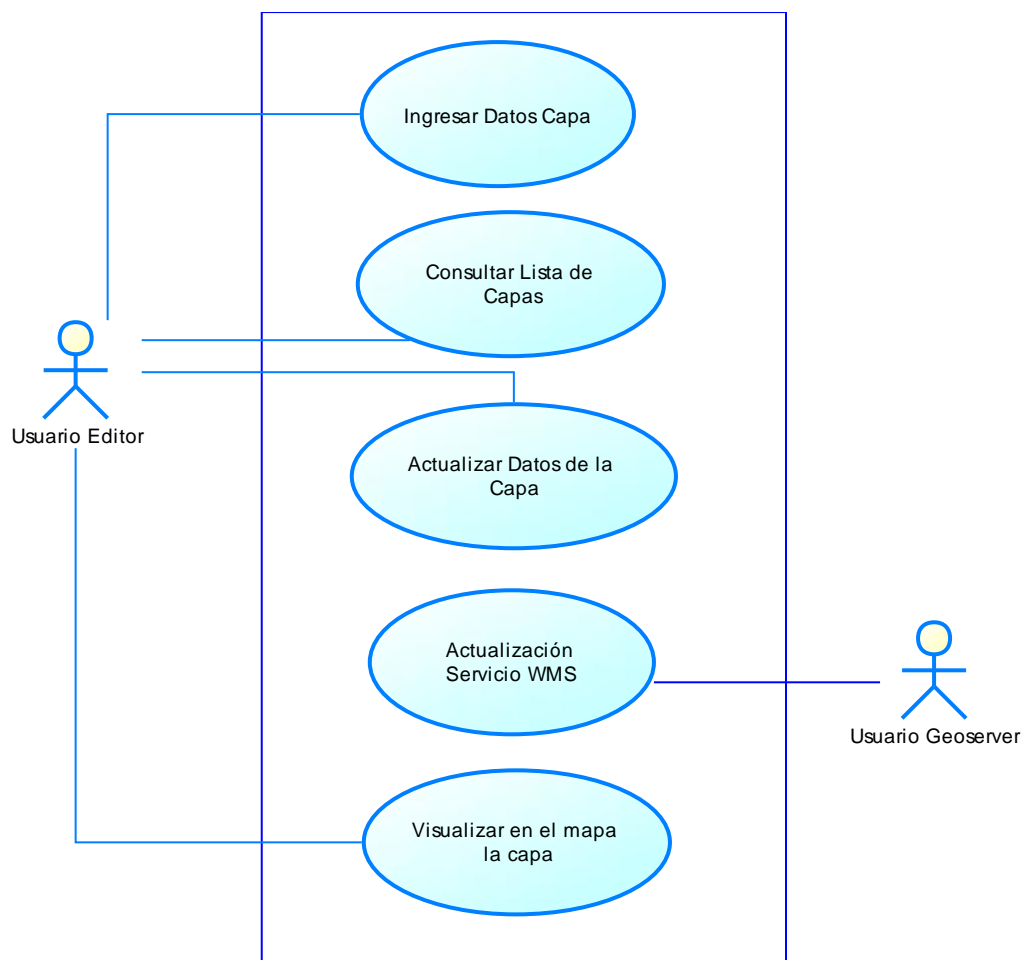 Ingresar Datos Capa
Consultar Lista de
Capas
Usuario Editor
Actualizar Datos de la
Capa
Actualización
Servicio WMS
Usuario Geoserver
Visualizar en el mapa
la capa